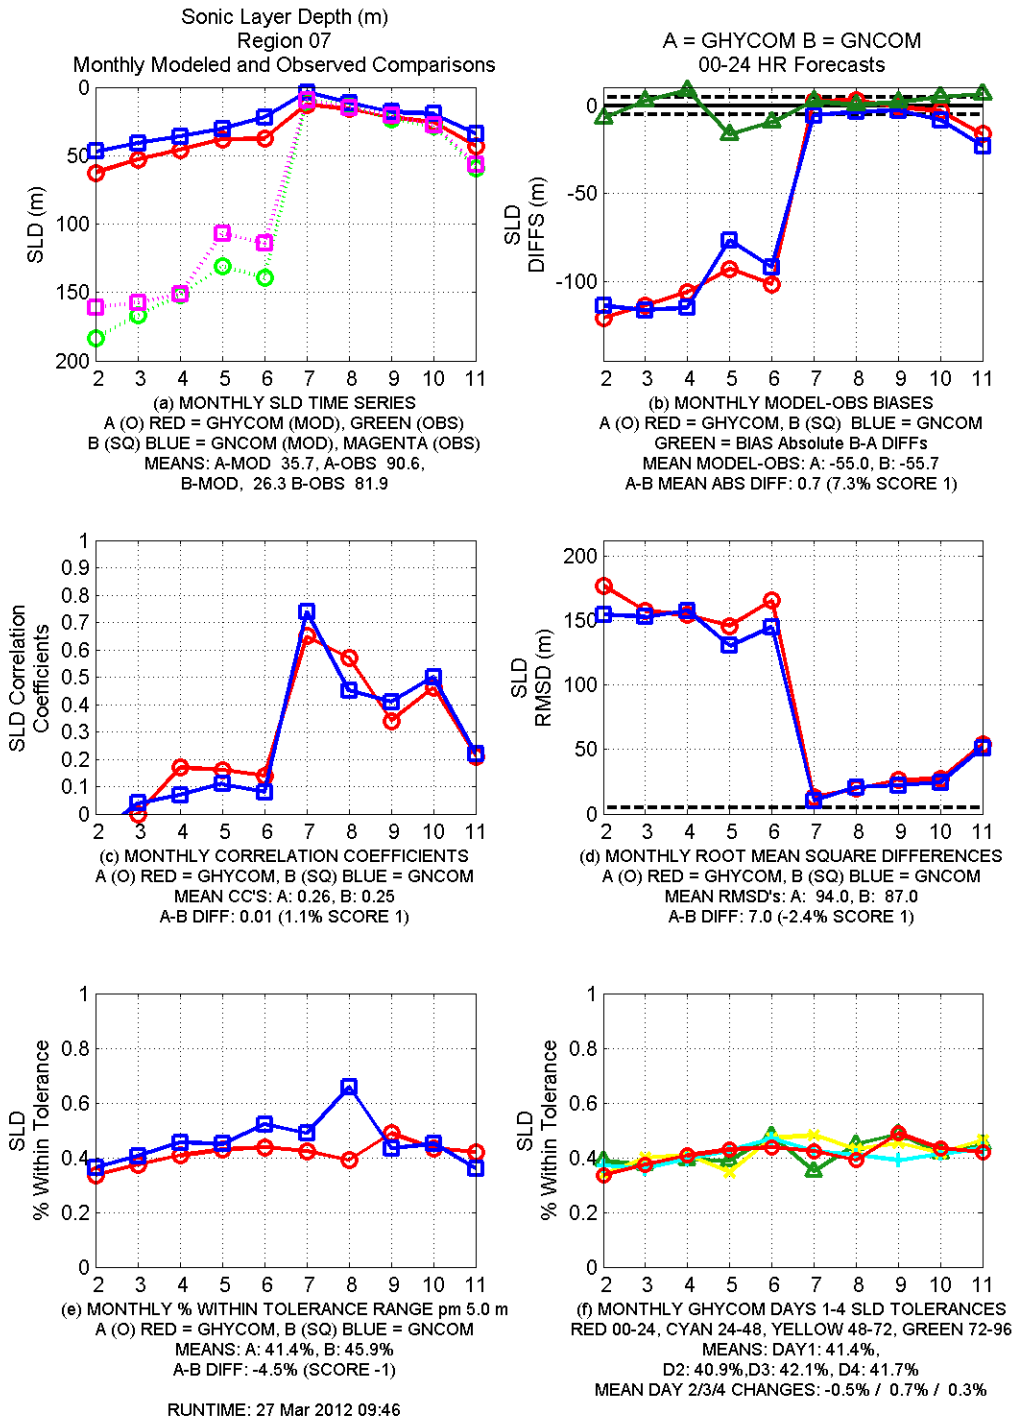 Sonic Layer Depth (m)
Region 07
Monthly Modeled and Observed Comparisons
A = GHYCOM B = GNCOM
00-24 HR Forecasts
0
50
100
150
200
SLD (m)
2 3 4 5 6 7 8 9 10 11
(a) MONTHLY SLD TIME SERIES
A (O) RED = GHYCOM (MOD), GREEN (OBS)
B (SQ) BLUE = GNCOM (MOD), MAGENTA (OBS)
MEANS: A-MOD 35.7, A-OBS 90.6,
B-MOD, 26.3 B-OBS 81.9
0
-50
-100
SLD
DIFFS (m)
2 3 4 5 6 7 8 9 10 11
(b) MONTHLY MODEL-OBS BIASES
A (O) RED = GHYCOM, B (SQ) BLUE = GNCOM
GREEN = BIAS Absolute B-A DIFFs
MEAN MODEL-OBS: A: -55.0, B: -55.7
A-B MEAN ABS DIFF: 0.7 (7.3% SCORE 1)
1
0.9
0.8
0.7
0.6
0.5
0.4
0.3
0.2
0.1
0
SLD Correlation
Coefficients
2 3 4 5 6 7 8 9 10 11
(c) MONTHLY CORRELATION COEFFICIENTS
A (O) RED = GHYCOM, B (SQ) BLUE = GNCOM
MEAN CC'S: A: 0.26, B: 0.25
A-B DIFF: 0.01 (1.1% SCORE 1)
200
150
100
50
0
SLD
RMSD (m)
2 3 4 5 6 7 8 9 10 11
(d) MONTHLY ROOT MEAN SQUARE DIFFERENCES
A (O) RED = GHYCOM, B (SQ) BLUE = GNCOM
MEAN RMSD's: A: 94.0, B: 87.0
A-B DIFF: 7.0 (-2.4% SCORE 1)
1
0.8
0.6
0.4
0.2
0
SLD
% Within Tolerance
2 3 4 5 6 7 8 9 10 11
(e) MONTHLY % WITHIN TOLERANCE RANGE pm 5.0 m
A (O) RED = GHYCOM, B (SQ) BLUE = GNCOM
MEANS: A: 41.4%, B: 45.9%
A-B DIFF: -4.5% (SCORE -1)
1
0.8
0.6
0.4
0.2
0
SLD
% Within Tolerance
2 3 4 5 6 7 8 9 10 11
(f) MONTHLY GHYCOM DAYS 1-4 SLD TOLERANCES
RED 00-24, CYAN 24-48, YELLOW 48-72, GREEN 72-96
MEANS: DAY1: 41.4%,
D2: 40.9%,D3: 42.1%, D4: 41.7%
MEAN DAY 2/3/4 CHANGES: -0.5% / 0.7% / 0.3%
RUNTIME: 27 Mar 2012 09:46